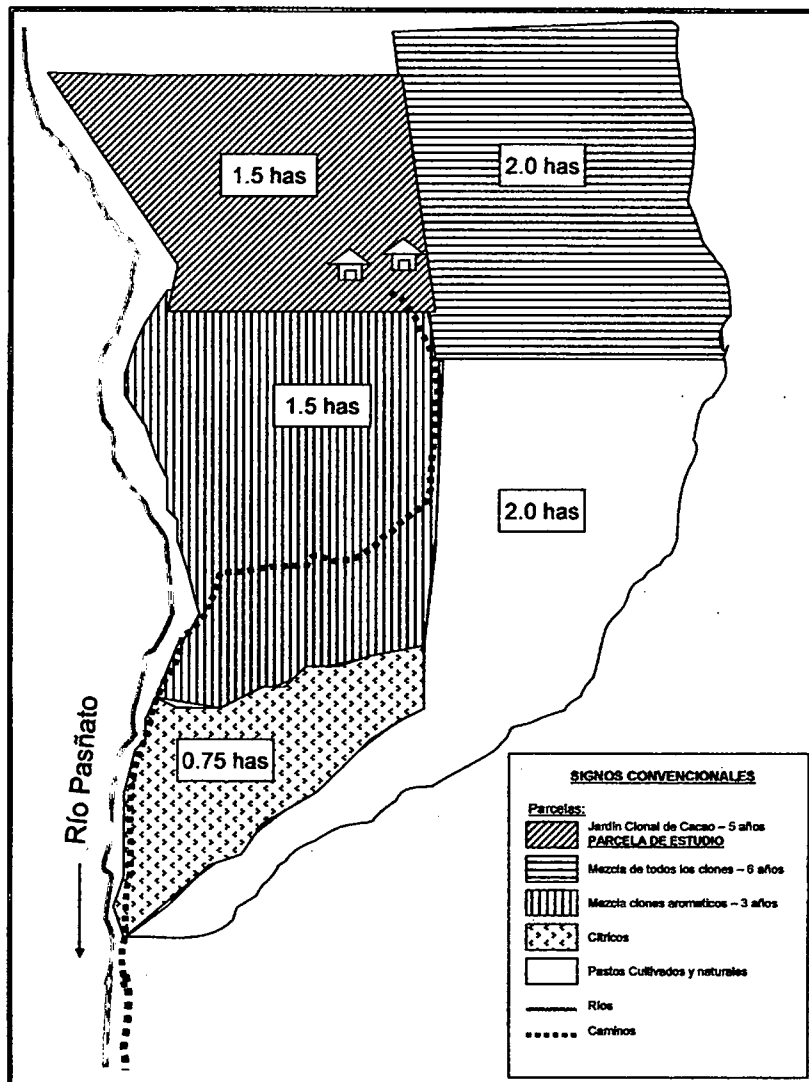 1.5 has
2.0 has
1.5 has
2.0 has
0.75 has
Río Pasñato
SIGNOS CONVENCIONALES
Parcelas:
Jardín Clonal de Cacao – 5 años
PARCELA DE ESTUDIO
Mezcla de todos los clones – 6 años
Mezcla clones aromaticos – 3 años
Cítricos
Pastos Cultivados y naturales
Ríos
Caminos